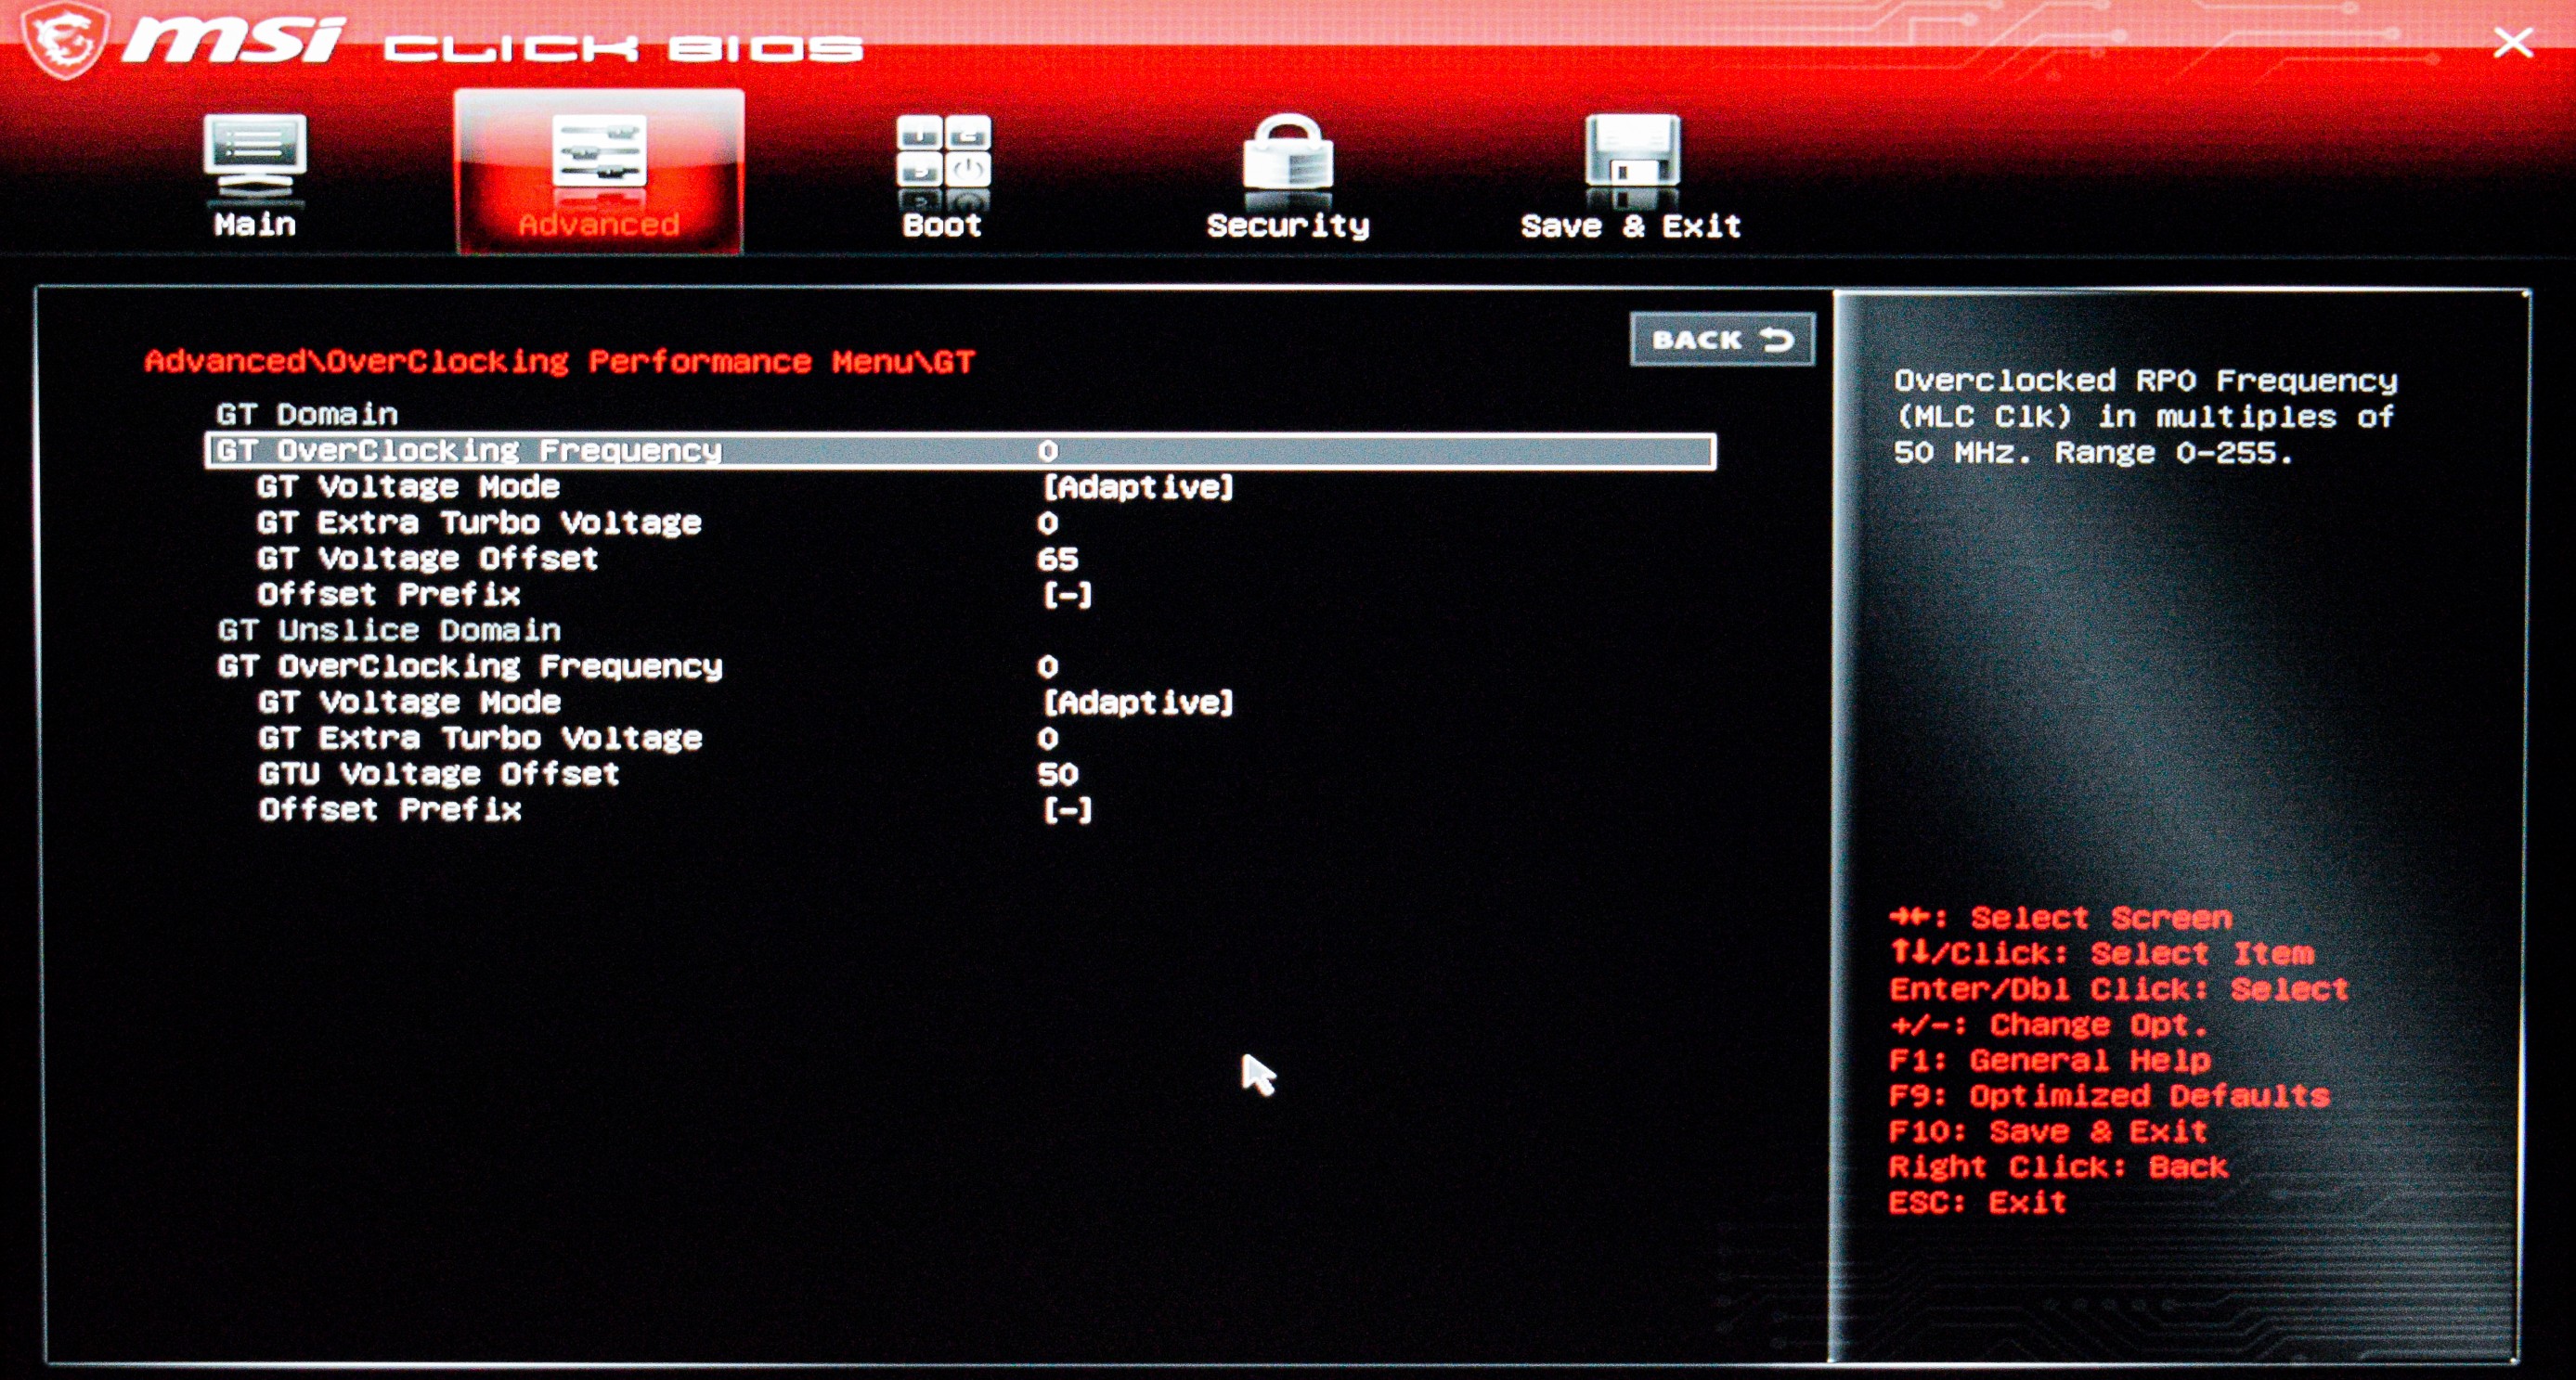 msi CLICK BIOS
Main
Advanced
Boot
Security
Save & Exit
BACK
Advanced\OverClocking Performance Menu\GT
GT Domain
GT OverClocking Frequency 0
GT Voltage Mode [Adaptive]
GT Extra Turbo Voltage 0
GT Voltage Offset 65
Offset Prefix [-]
GT Unslice Domain
GT OverClocking Frequency 0
GT Voltage Mode [Adaptive]
GT Extra Turbo Voltage 0
GTU Voltage Offset 50
Offset Prefix [-]
Overclocked RP0 Frequency
(MLC Clk) in multiples of
50 MHz. Range 0-255.
→←: Select Screen
↑↓/Click: Select Item
Enter/Dbl Click: Select
+/-: Change Opt.
F1: General Help
F9: Optimized Defaults
F10: Save & Exit
Right Click: Back
ESC: Exit